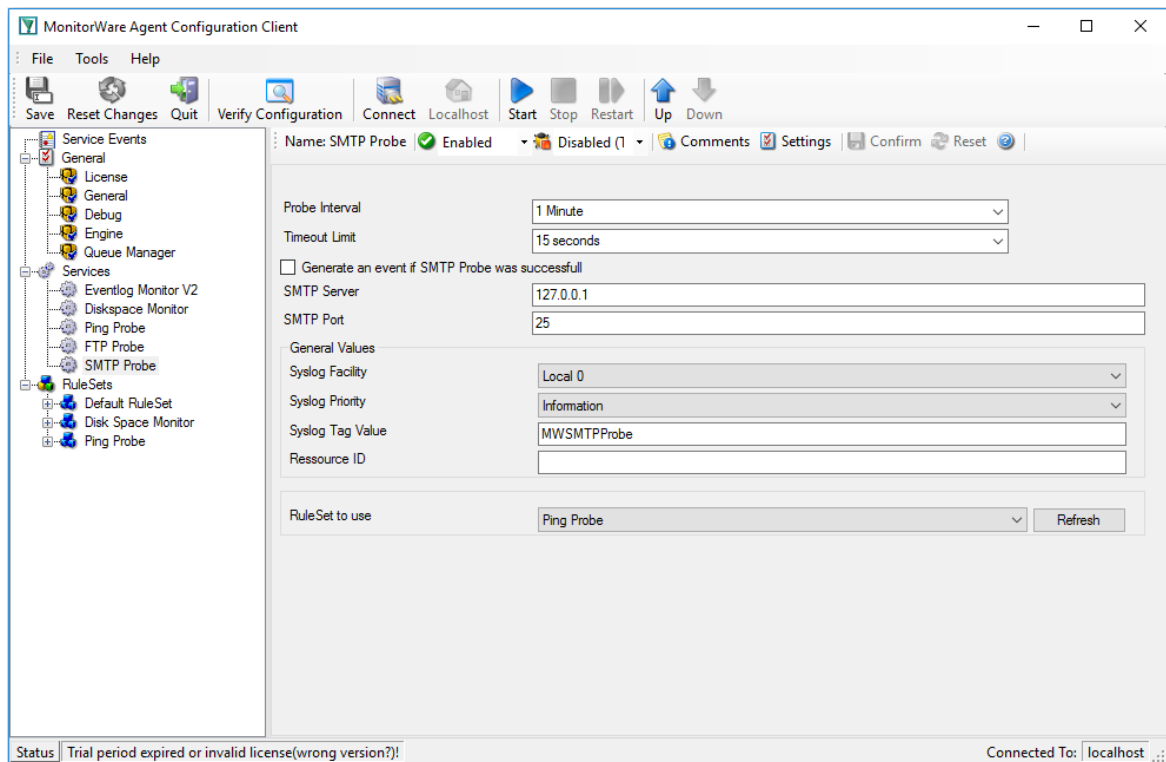 MonitorWare Agent Configuration Client
File Tools Help
Save Reset Changes Quit Verify Configuration Connect Localhost Start Stop Restart Up Down
Service Events
General
License
General
Debug
Engine
Queue Manager
Services
Eventlog Monitor V2
Diskspace Monitor
Ping Probe
FTP Probe
SMTP Probe
RuleSets
Default RuleSet
Disk Space Monitor
Ping Probe
Name: SMTP Probe Enabled Disabled (T Comments Settings Confirm Reset
Probe Interval 1 Minute
Timeout Limit 15 seconds
Generate an event if SMTP Probe was successfull
SMTP Server 127.0.0.1
SMTP Port 25
General Values
Syslog Facility Local 0
Syslog Priority Information
Syslog Tag Value MWSMTPProbe
Ressource ID
RuleSet to use Ping Probe Refresh
Status Trial period expired or invalid license(wrong version?)! Connected To: localhost